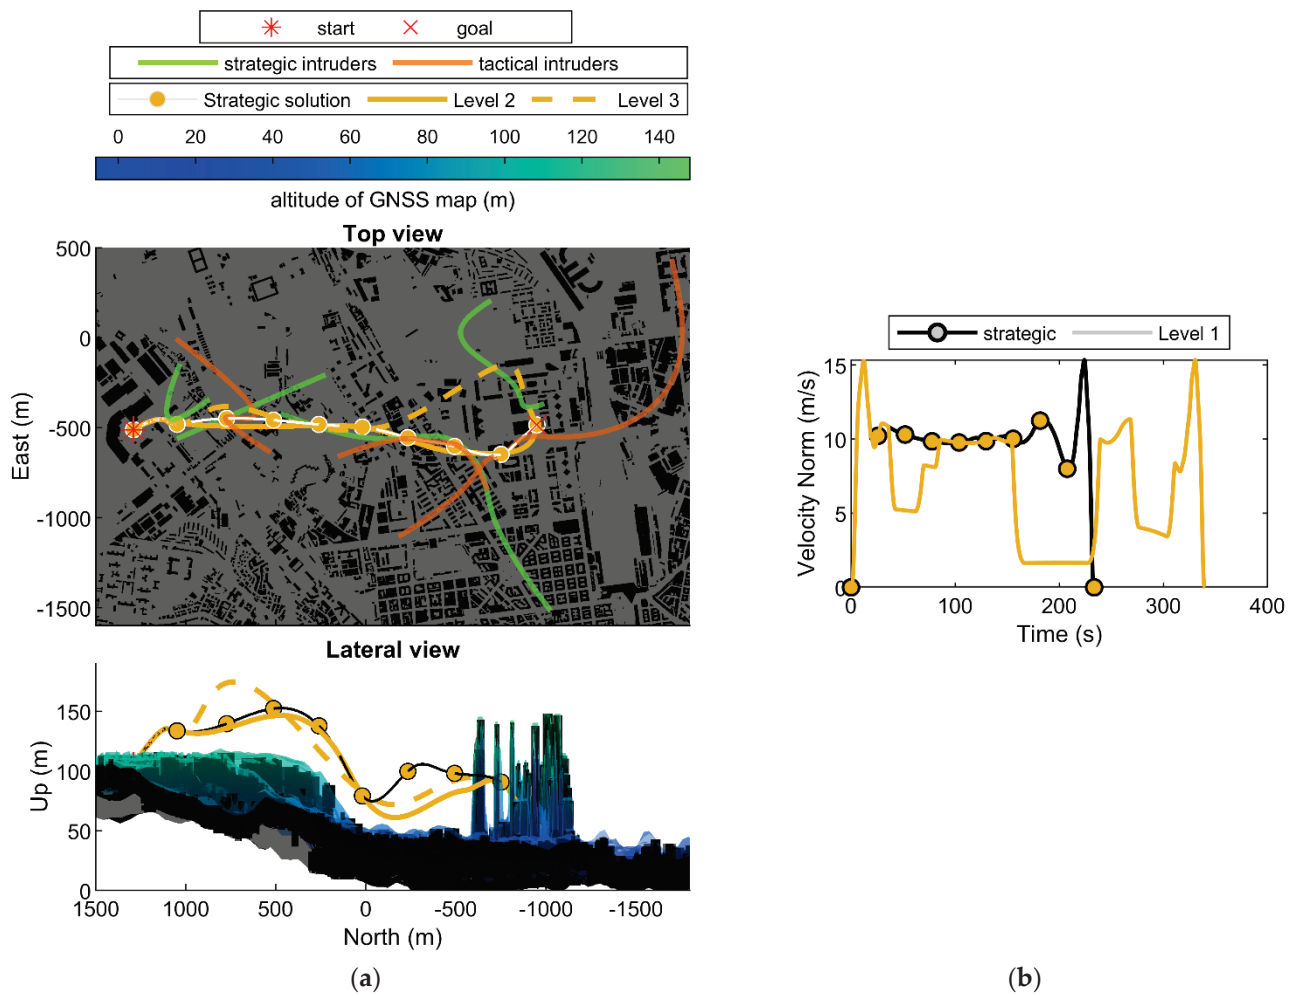 start goal
strategic intruders tactical intruders
Strategic solution Level 2 Level 3
0 20 40 60 80 100 120 140
altitude of GNSS map (m)
Top view
500
0
-500
-1000
-1500
East (m)
Lateral view
150
100
50
0
Up (m)
1500 1000 500 0 -500 -1000 -1500
North (m)
(a)
strategic Level 1
15
10
5
0
Velocity Norm (m/s)
0 100 200 300 400
Time (s)
(b)